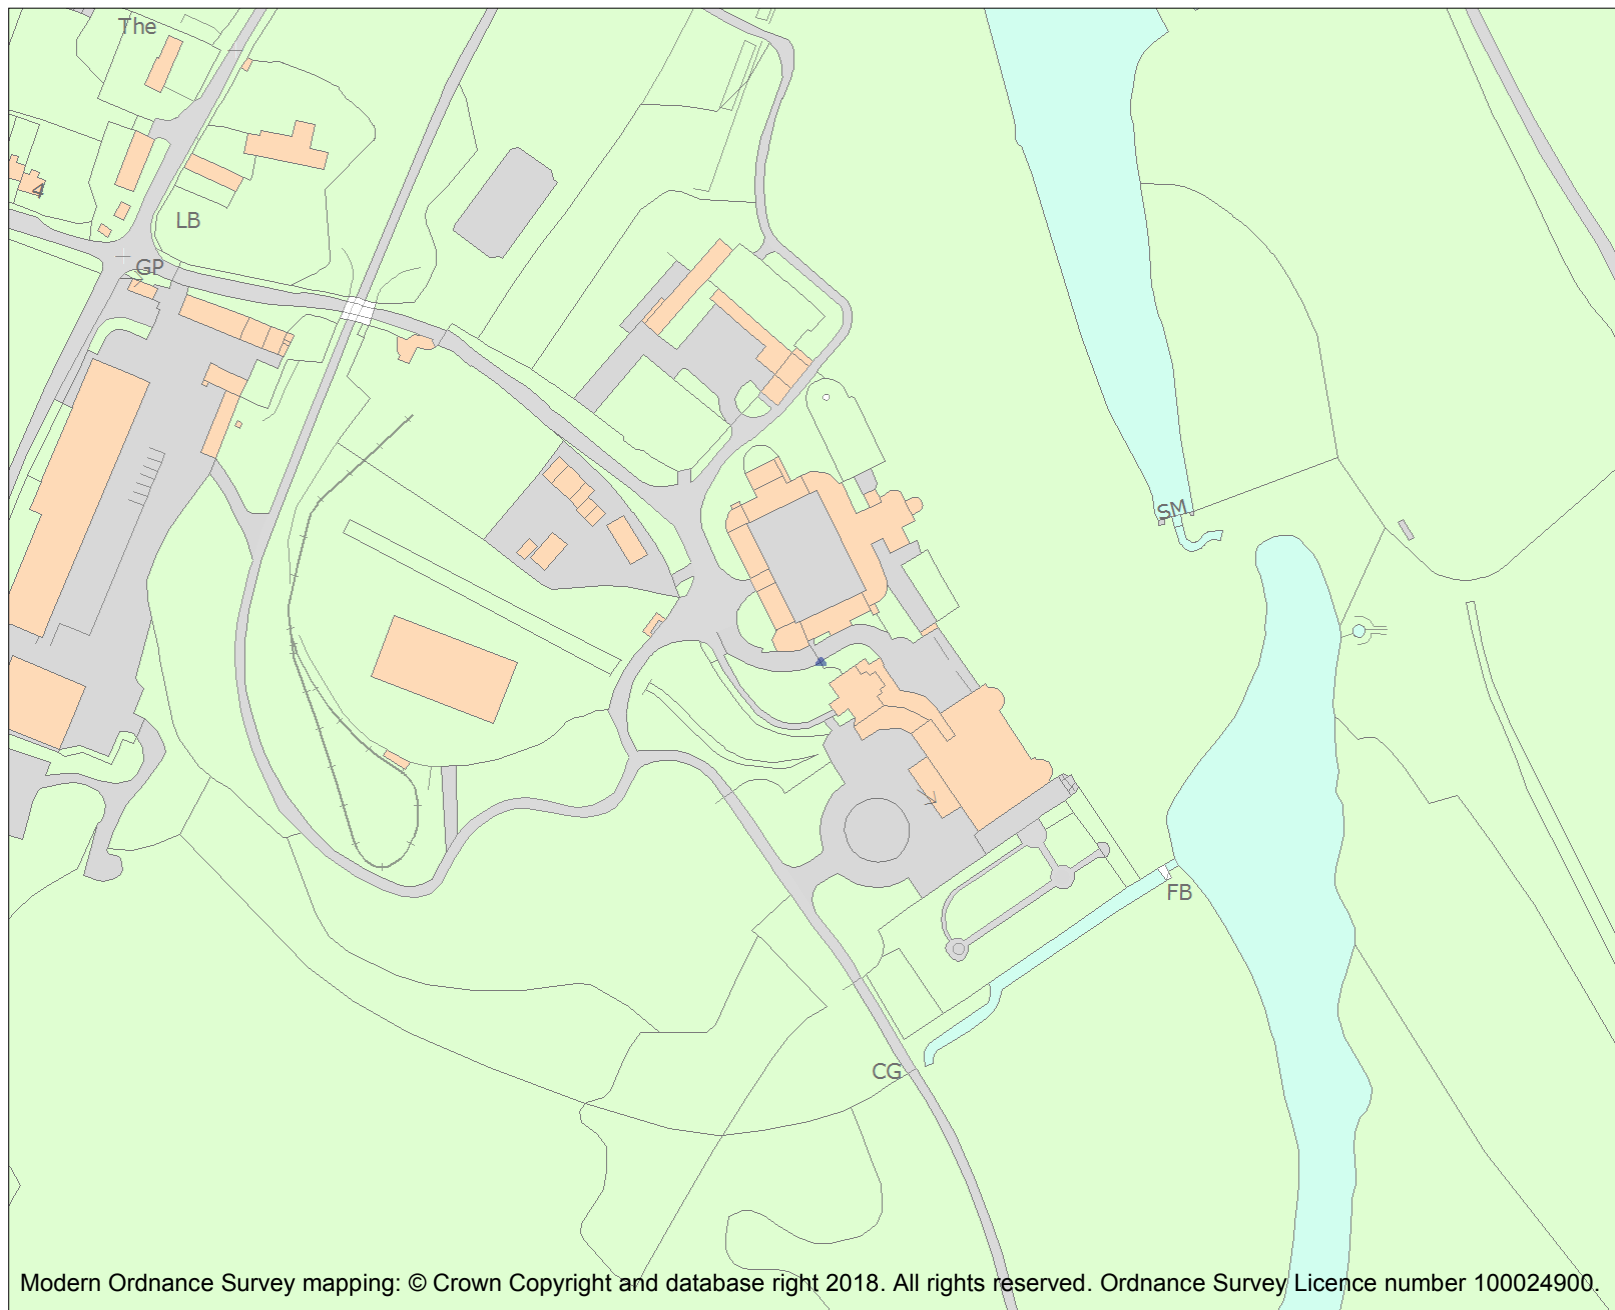 The
4
LB
GP
SM
FB
CG
Modern Ordnance Survey mapping: © Crown Copyright and database right 2018. All rights reserved. Ordnance Survey Licence number 100024900.